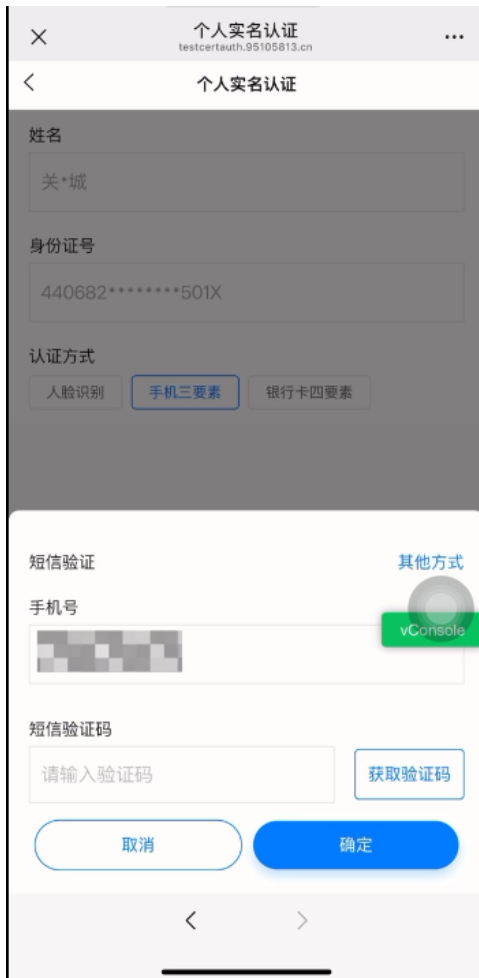 个人实名认证
testcertauth.95105813.cn
个人实名认证
姓名
关*城
身份证号
440682********501X
认证方式
人脸识别 手机三要素 银行卡四要素
短信验证 其他方式
手机号
vConsole
短信验证码
请输入验证码 获取验证码
取消 确定